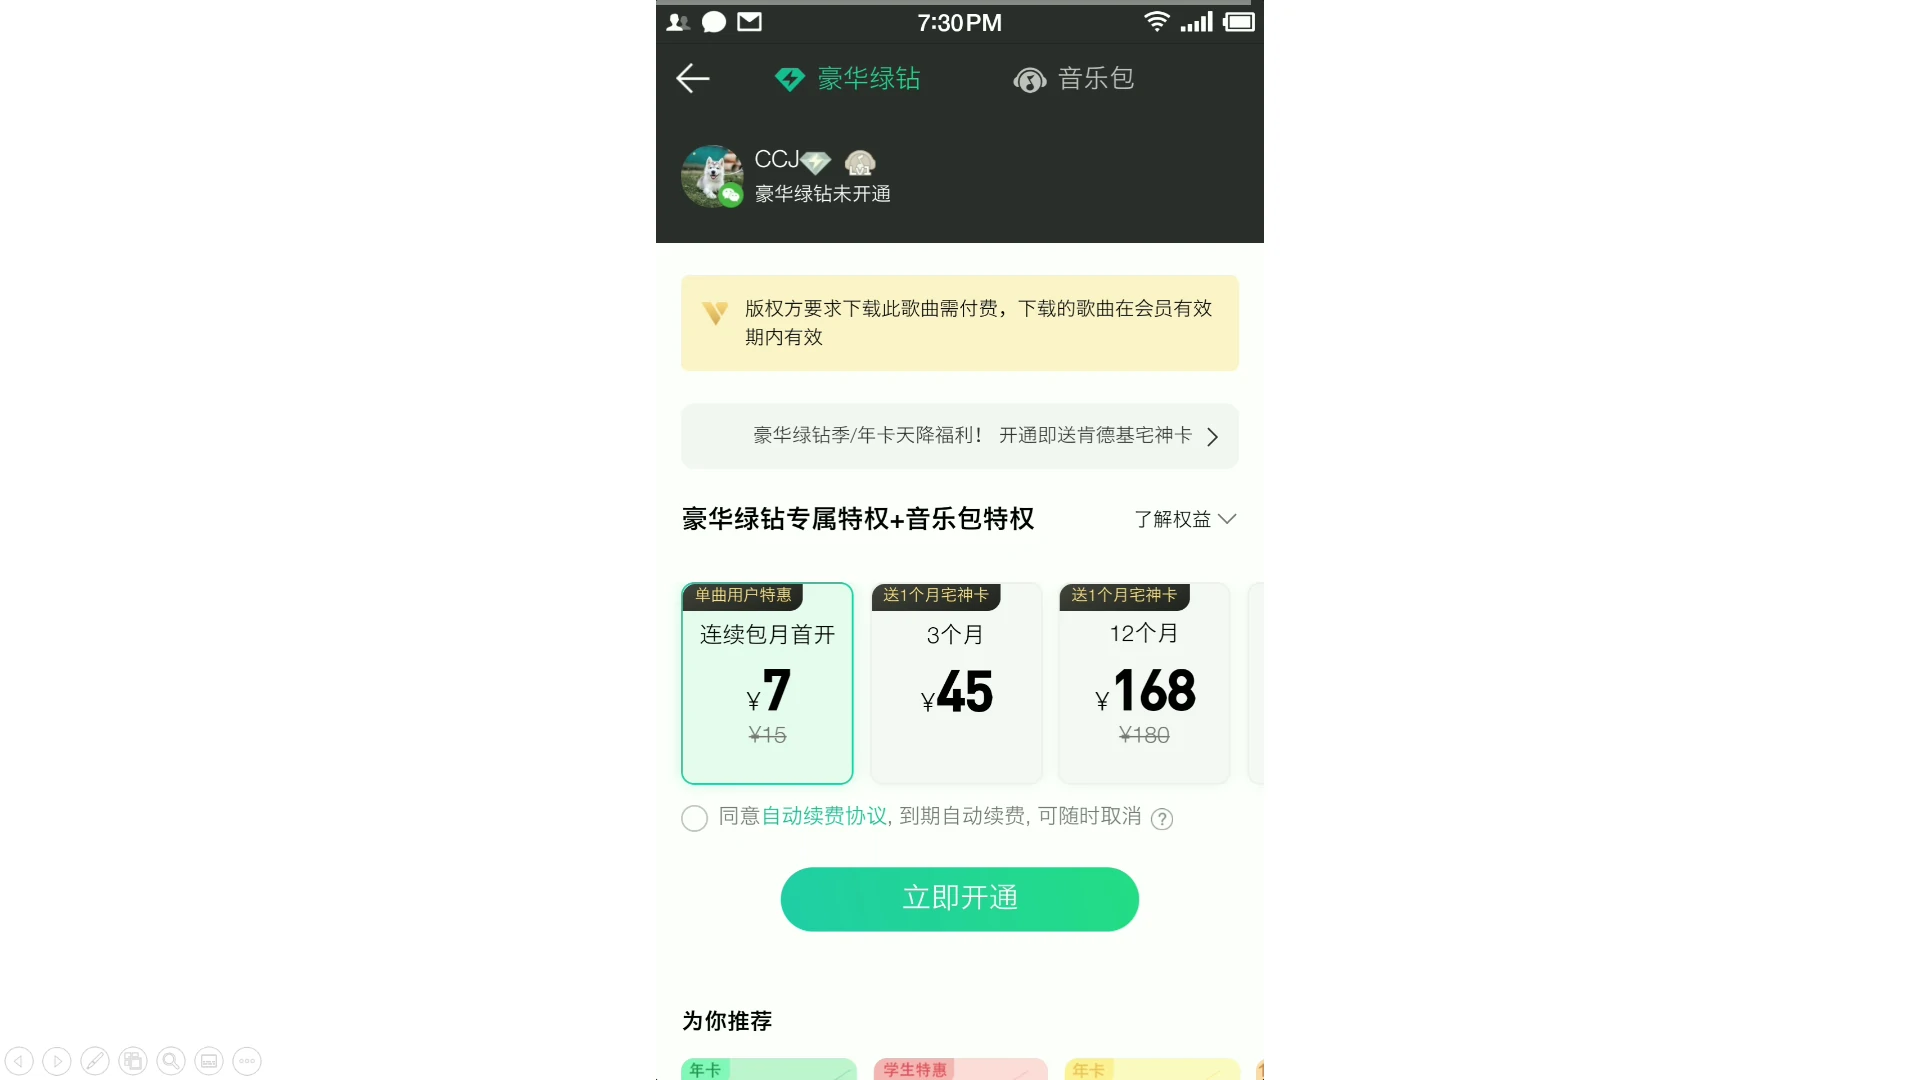 7:30PM
豪华绿钻
音乐包
CCJ
LV1
豪华绿钻未开通
版权方要求下载此歌曲需付费，下载的歌曲在会员有效
期内有效
豪华绿钻季/年卡天降福利！ 开通即送肯德基宅神卡
豪华绿钻专属特权+音乐包特权
了解权益
单曲用户特惠
连续包月首开
¥7
¥15
送1个月宅神卡
3个月
¥45
送1个月宅神卡
12个月
¥168
¥180
同意自动续费协议, 到期自动续费, 可随时取消 ?
立即开通
为你推荐
年卡
学生特惠
年卡